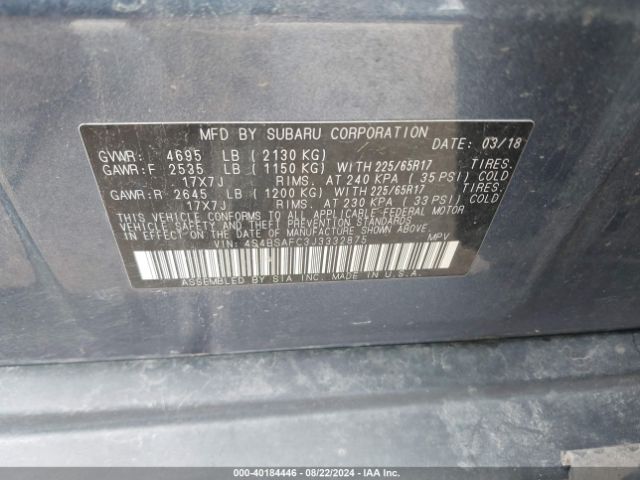 MFD BY SUBARU CORPORATION DATE: 03/18
GVWR: 4695 LB (2130 KG)
GAWR:F 2535 LB (1150 KG) WITH 225/65R17 TIRES.
17X7J RIMS. AT 240 KPA (35 PSI) COLD
GAWR:R 2645 LB (1200 KG) WITH 225/65R17 TIRES.
17X7J RIMS. AT 230 KPA (33 PSI) COLD
THIS VEHICLE CONFORMS TO ALL APPLICABLE FEDERAL MOTOR
VEHICLE SAFETY AND THEFT PREVENTION STANDARDS
IN EFFECT ON THE DATE OF MANUFACTURE SHOWN ABOVE.
VIN: 4S4BSAFC3J3332875 MPV
ASSEMBLED BY SIA INC. MADE IN U.S.A.
000-40184446 - 08/22/2024 - IAA Inc.